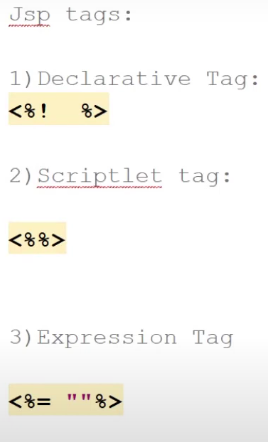 Jsp tags:
1)Declarative Tag:
<%!   %>
2)Scriptlet tag:
<%%>
3)Expression Tag
<%= ""%>